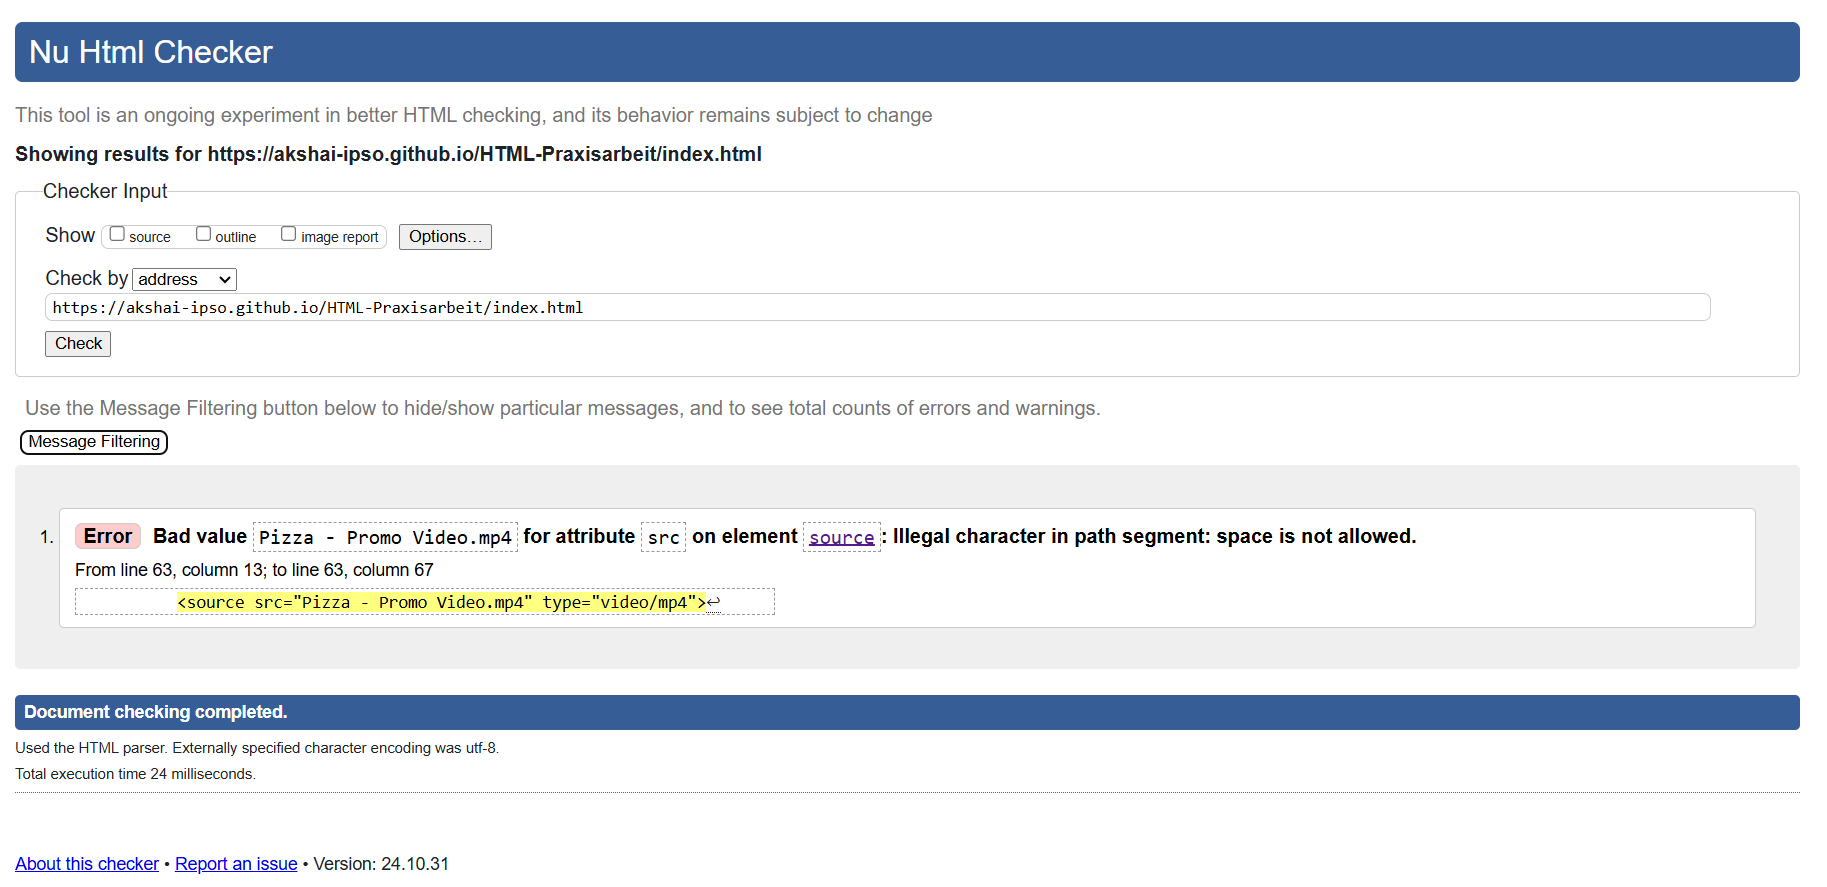 Nu Html Checker
This tool is an ongoing experiment in better HTML checking, and its behavior remains subject to change
Showing results for https://akshai-ipso.github.io/HTML-Praxisarbeit/index.html
Checker Input
Show source outline image report Options...
Check by address
https://akshai-ipso.github.io/HTML-Praxisarbeit/index.html
Check
Use the Message Filtering button below to hide/show particular messages, and to see total counts of errors and warnings.
Message Filtering
1. Error Bad value Pizza - Promo Video.mp4 for attribute src on element source: Illegal character in path segment: space is not allowed.
From line 63, column 13; to line 63, column 67
<source src="Pizza - Promo Video.mp4" type="video/mp4">↩
Document checking completed.
Used the HTML parser. Externally specified character encoding was utf-8.
Total execution time 24 milliseconds.
About this checker • Report an issue • Version: 24.10.31